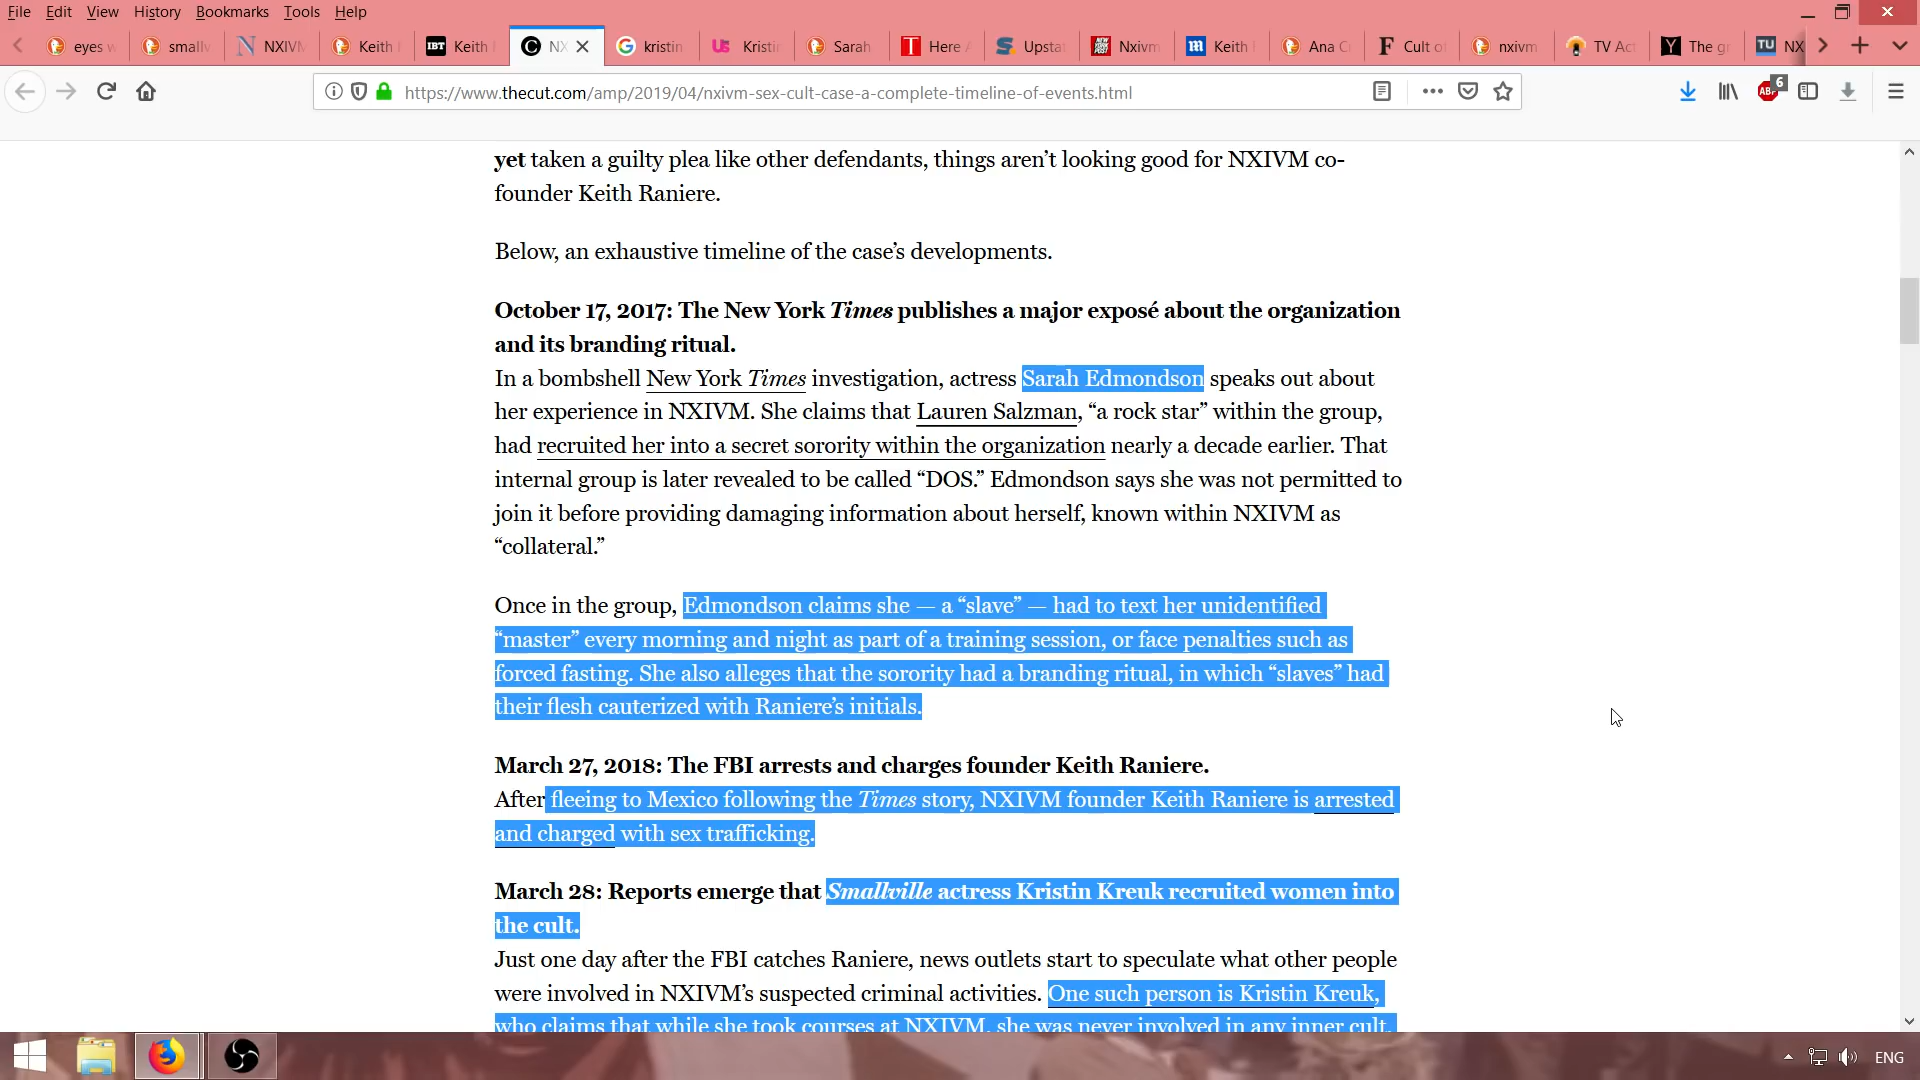 File Edit View History Bookmarks Tools Help
eyes w smallv NXIVM Keith IBT Keith NX kristin US Kristin Sarah T Here Upstat Nxivm m Keith Ana C F Cult of nxivm TV Act Y The gr TU NX
https://www.thecut.com/amp/2019/04/nxivm-sex-cult-case-a-complete-timeline-of-events.html ABP 6
yet taken a guilty plea like other defendants, things aren’t looking good for NXIVM co-
founder Keith Raniere.
Below, an exhaustive timeline of the case’s developments.
October 17, 2017: The New York Times publishes a major exposé about the organization
and its branding ritual.
In a bombshell New York Times investigation, actress Sarah Edmondson speaks out about
her experience in NXIVM. She claims that Lauren Salzman, “a rock star” within the group,
had recruited her into a secret sorority within the organization nearly a decade earlier. That
internal group is later revealed to be called “DOS.” Edmondson says she was not permitted to
join it before providing damaging information about herself, known within NXIVM as
“collateral.”
Once in the group, Edmondson claims she — a “slave” — had to text her unidentified
“master” every morning and night as part of a training session, or face penalties such as
forced fasting. She also alleges that the sorority had a branding ritual, in which “slaves” had
their flesh cauterized with Raniere’s initials.
March 27, 2018: The FBI arrests and charges founder Keith Raniere.
After fleeing to Mexico following the Times story, NXIVM founder Keith Raniere is arrested
and charged with sex trafficking.
March 28: Reports emerge that Smallville actress Kristin Kreuk recruited women into
the cult.
Just one day after the FBI catches Raniere, news outlets start to speculate what other people
were involved in NXIVM’s suspected criminal activities. One such person is Kristin Kreuk,
who claims that while she took courses at NXIVM, she was never involved in any inner cult.
ENG